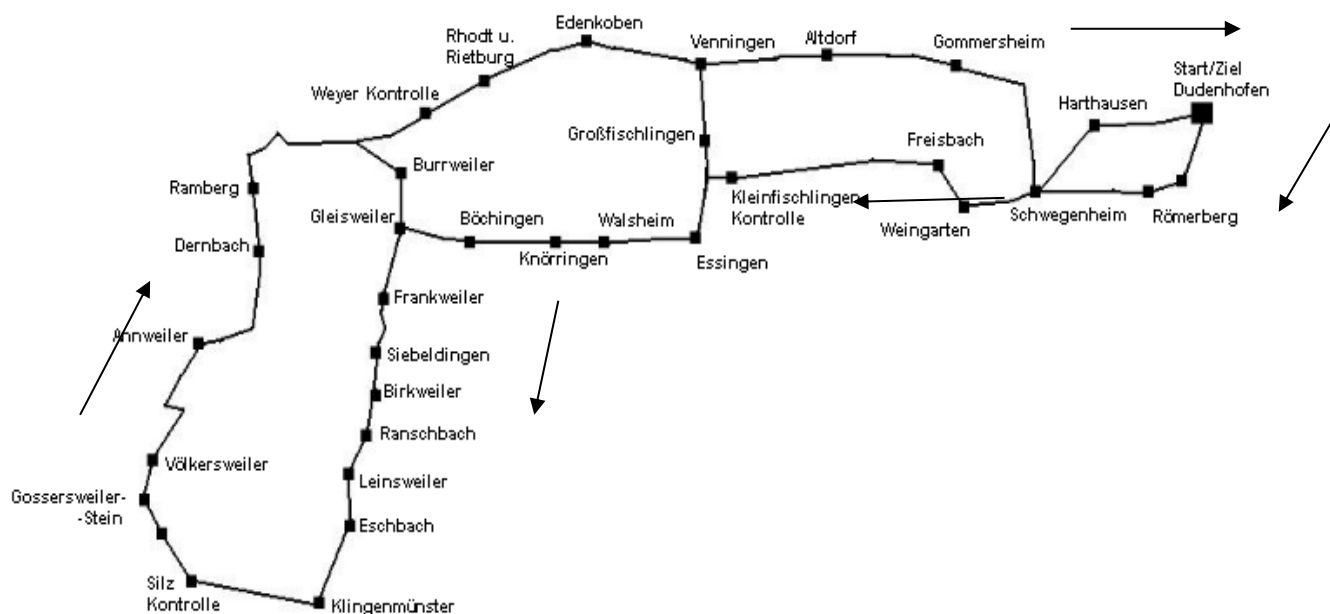 Edenkoben
Rhodt u.
Rietburg
Venningen
Altdorf
Gommersheim
Start/Ziel
Dudenhofen
Weyer Kontrolle
Harthausen
Großfischlingen
Freisbach
Burrweiler
Ramberg
Kleinfischlingen
Kontrolle
Schwegenheim
Römerberg
Gleisweiler
Böchingen
Walsheim
Weingarten
Dernbach
Knörringen
Essingen
Frankweiler
Annweiler
Siebeldingen
Birkweiler
Ranschbach
Völkersweiler
Leinsweiler
Gossersweiler-
-Stein
Eschbach
Silz
Kontrolle
Klingenmünster